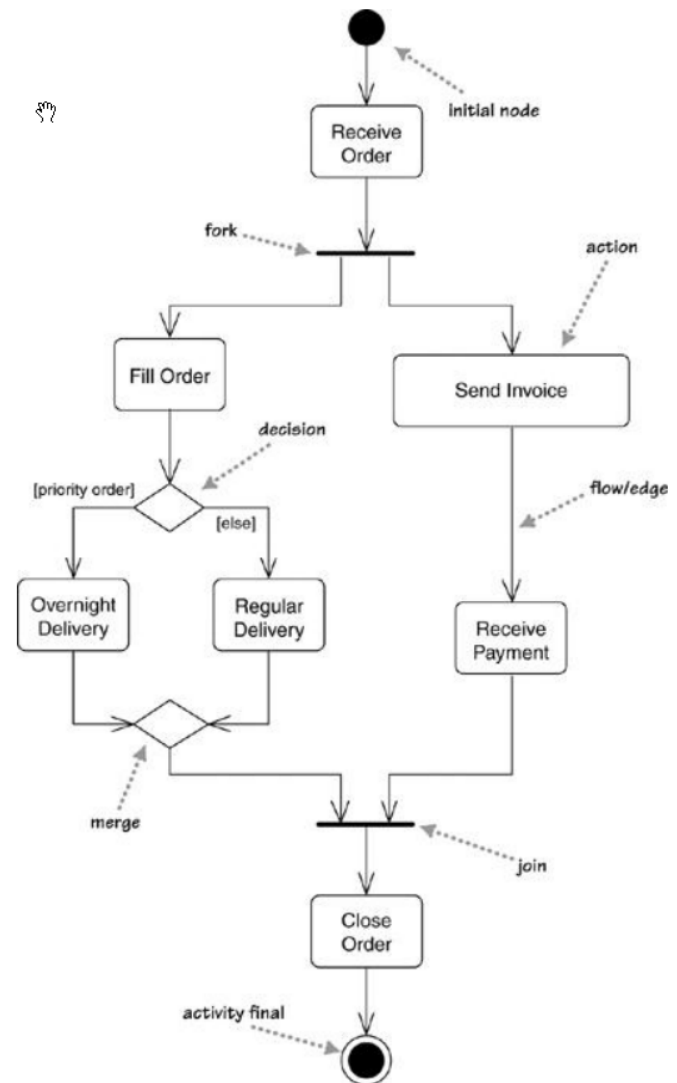 initial node
Receive
Order
fork
action
Fill Order
Send Invoice
decision
[priority order]
[else]
flow/edge
Overnight
Delivery
Regular
Delivery
Receive
Payment
merge
join
Close
Order
activity final